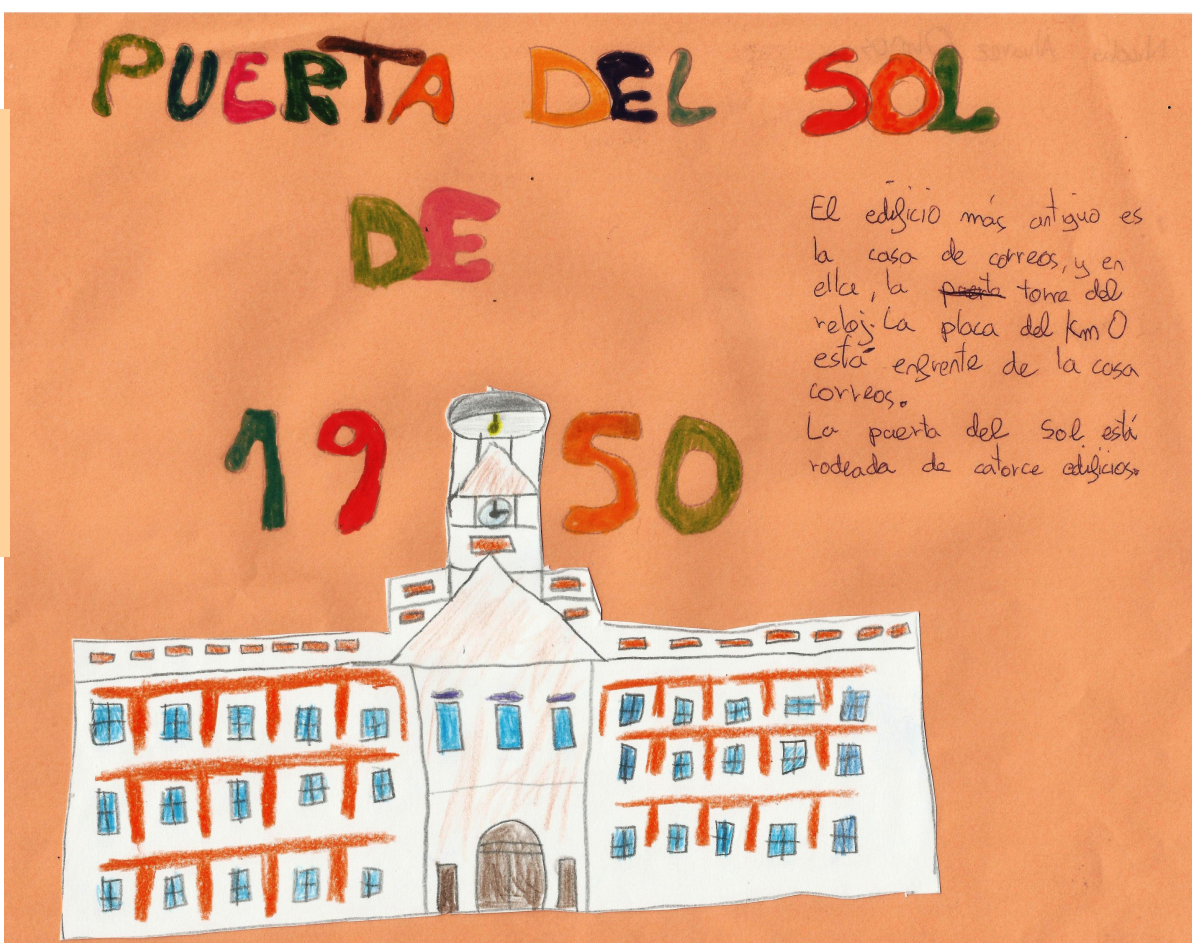 PUERTA DEL SOL
DE
1950
El edificio más antiguo es
la casa de correos, y en
ella, la puerta torre del
reloj. La placa del Km 0
está enfrente de la casa
correos.
La puerta del Sol está
rodeada de catorce edificios.